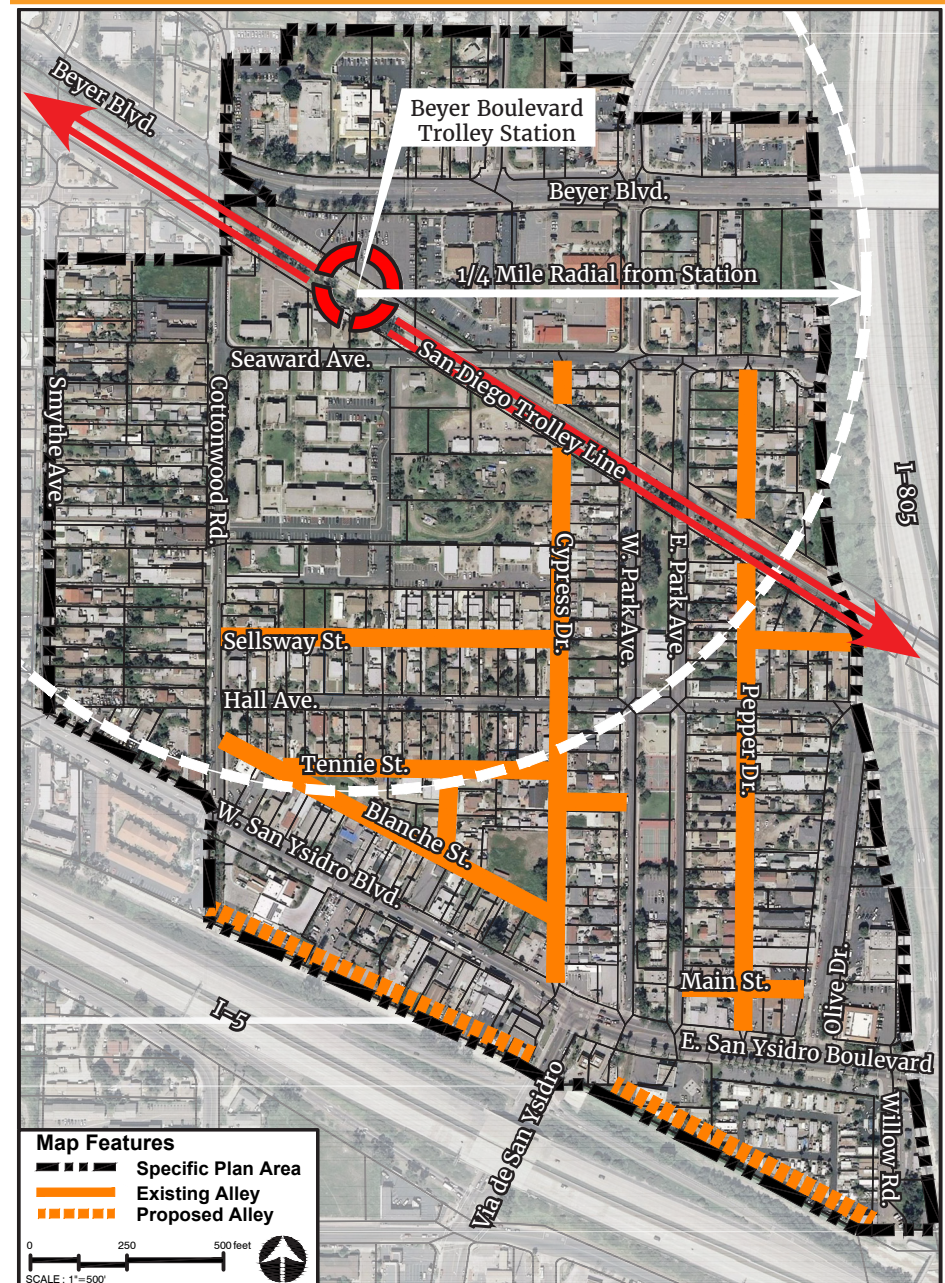 Beyer Blvd.
Beyer Boulevard
Trolley Station
Beyer Blvd.
1/4 Mile Radial from Station
Seaward Ave.
San Diego Trolley Line
Smythe Ave.
Cottonwood Rd.
I-805
Cypress Dr.
W. Park Ave.
E. Park Ave.
Sellsway St.
Hall Ave.
Pepper Dr.
Tennie St.
Blanche St.
W. San Ysidro Blvd.
Main St.
Olive Dr.
I-5
E. San Ysidro Boulevard
Willow Rd.
Via de San Ysidro
Map Features
Specific Plan Area
Existing Alley
Proposed Alley
0 250 500 feet
SCALE : 1"=500'